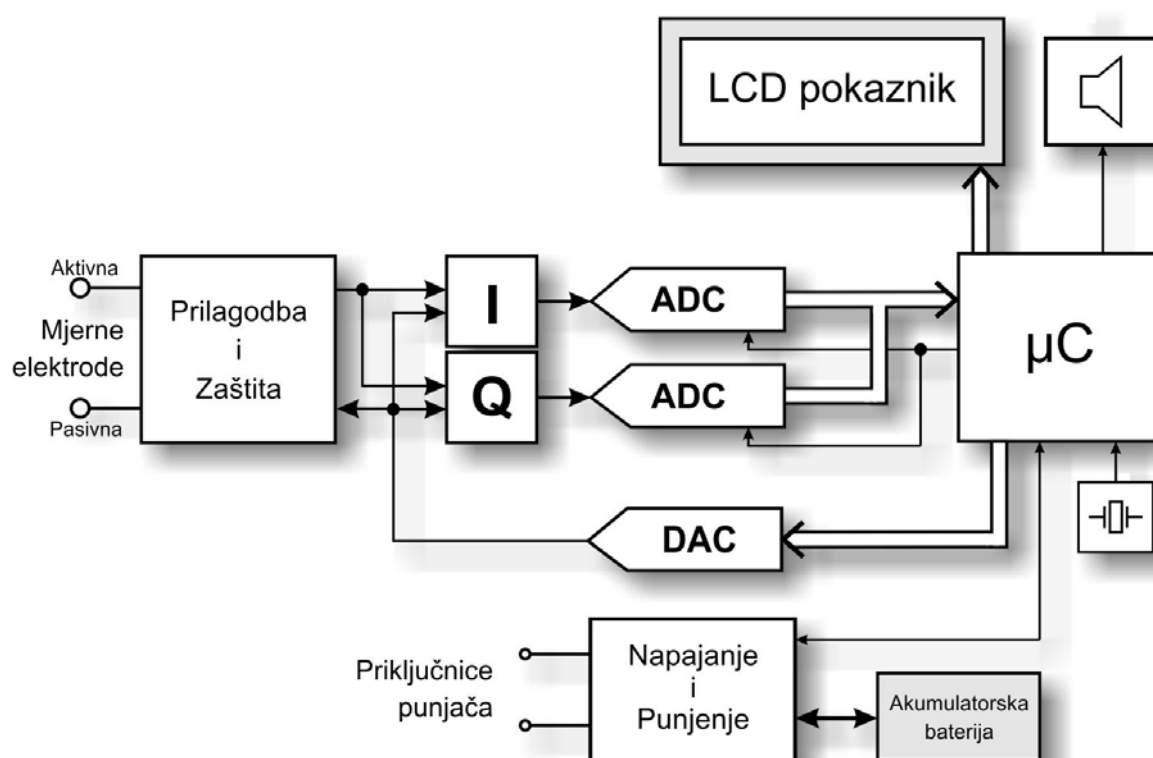 LCD pokaznik
Aktivna
Mjerne
elektrode
Pasivna
Prilagodba
i
Zaštita
I
Q
ADC
ADC
µC
DAC
Priključnice
punjača
Napajanje
i
Punjenje
Akumulatorska
baterija